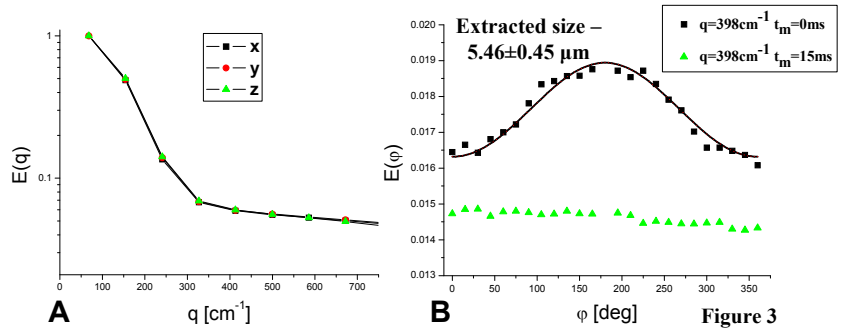 1
0.1
E(q)
x
y
z
0 100 200 300 400 500 600 700
A
q [cm-1]
Extracted size –
5.46±0.45 µm
q=398cm-1 tm=0ms
q=398cm-1 tm=15ms
0.020
0.019
0.018
0.017
0.016
0.015
0.014
0.013
E(φ)
0 50 100 150 200 250 300 350
B
φ [deg]
Figure 3